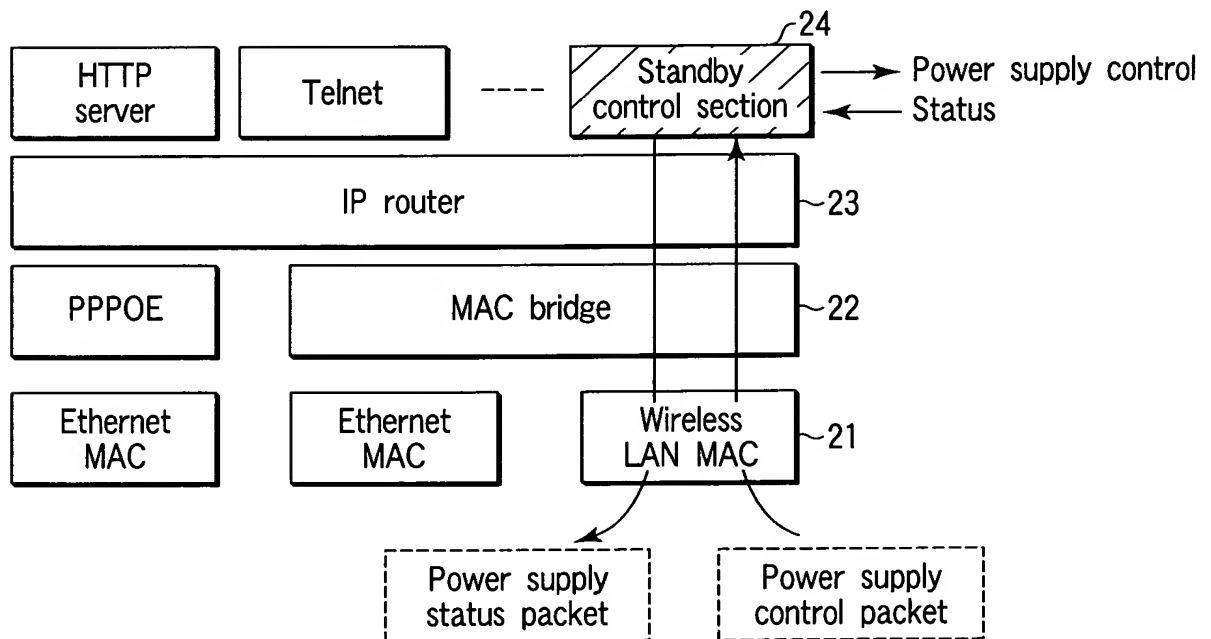 24
HTTP
server
Telnet
Standby
control section
Power supply control
Status
IP router
23
PPPOE
MAC bridge
22
Ethernet
MAC
Ethernet
MAC
Wireless
LAN MAC
21
Power supply
status packet
Power supply
control packet